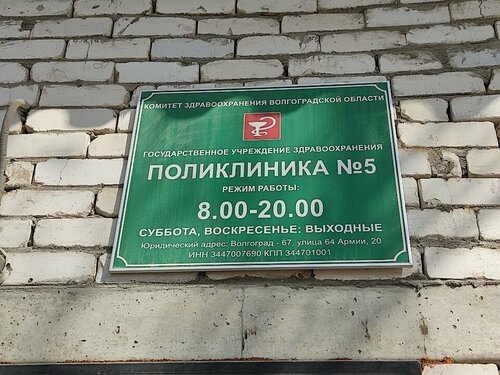 КОМИТЕТ ЗДРАВООХРАНЕНИЯ ВОЛГОГРАДСКОЙ ОБЛАСТИ
ГОСУДАРСТВЕННОЕ УЧРЕЖДЕНИЕ ЗДРАВООХРАНЕНИЯ
ПОЛИКЛИНИКА №5
РЕЖИМ РАБОТЫ:
8.00-20.00
СУББОТА, ВОСКРЕСЕНЬЕ: ВЫХОДНЫЕ
Юридический адрес: Волгоград - 67, улица 64 Армии, 20
ИНН 3447007690 КПП 344701001